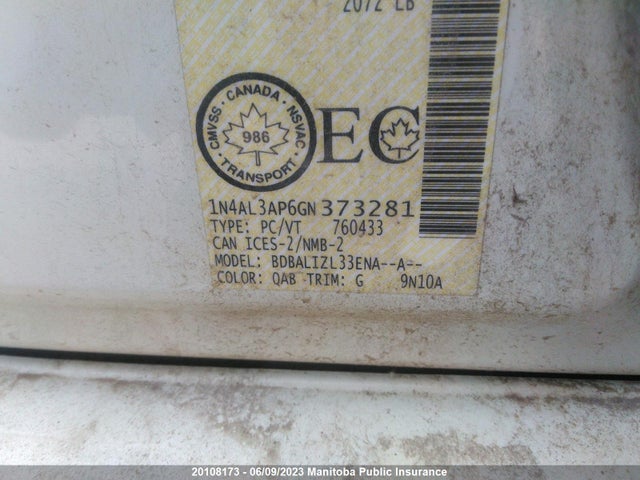 2072 LB
CMVSS · CANADA · NSVAC
986
· TRANSPORT ·
EC
1N4AL3AP6GN373281
TYPE: PC/VT 760433
CAN ICES-2/NMB-2
MODEL: BDBALIZL33ENA--A--
COLOR: QAB TRIM: G 9N10A
20108173 - 06/09/2023 Manitoba Public Insurance